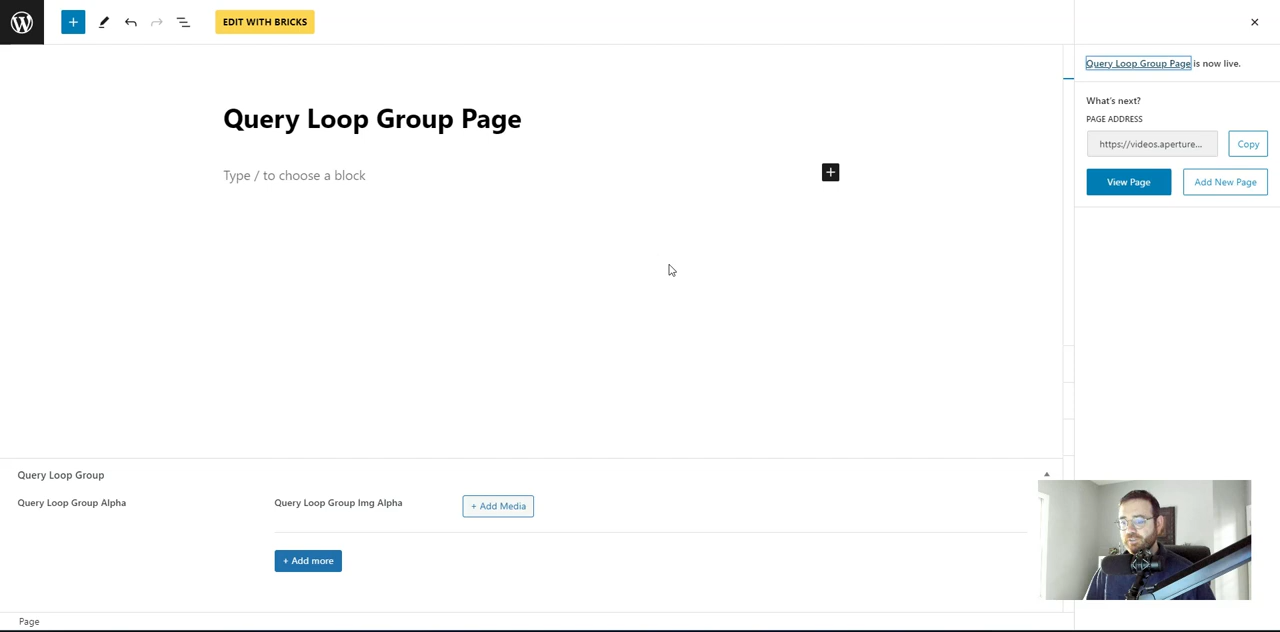 EDIT WITH BRICKS
Query Loop Group Page is now live.
What's next?
PAGE ADDRESS
https://videos.aperture...
Copy
View Page
Add New Page
Query Loop Group Page
Type / to choose a block
Query Loop Group
Query Loop Group Alpha
Query Loop Group Img Alpha
+ Add Media
+ Add more
Page